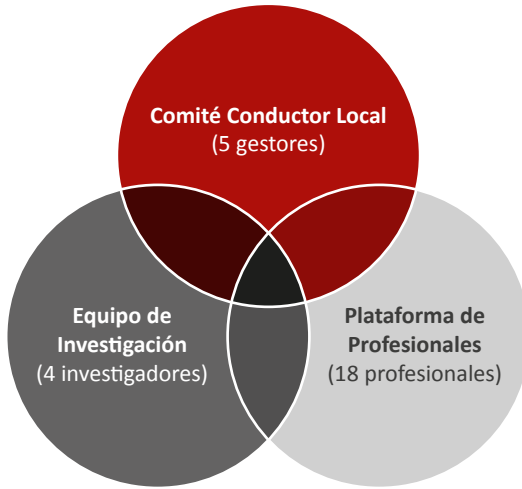 Comité Conductor Local
(5 gestores)
Equipo de
Investigación
(4 investigadores)
Plataforma de
Profesionales
(18 profesionales)